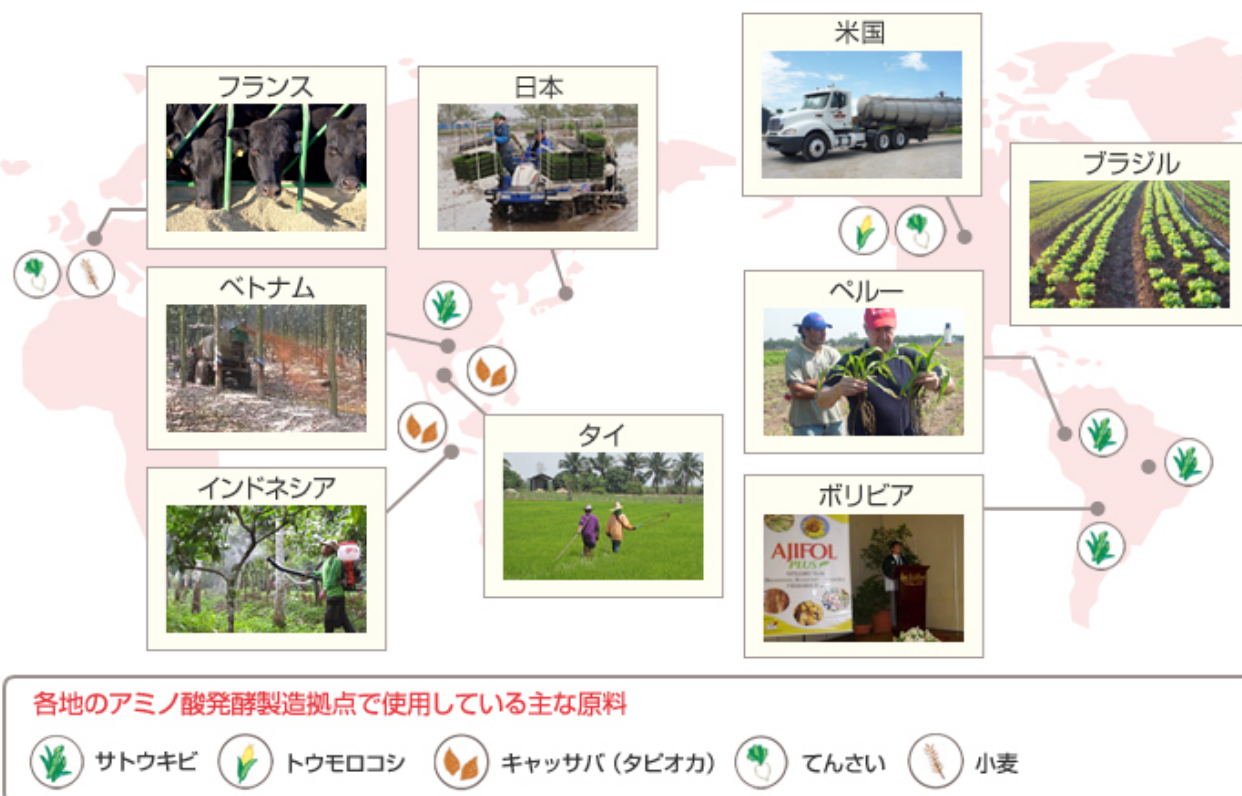 米国
フランス
日本
ブラジル
ベトナム
ペルー
タイ
インドネシア
ボリビア
AJIFOL
PLUS
各地のアミノ酸発酵製造拠点で使用している主な原料
サトウキビ
トウモロコシ
キャッサバ（タピオカ）
てんさい
小麦